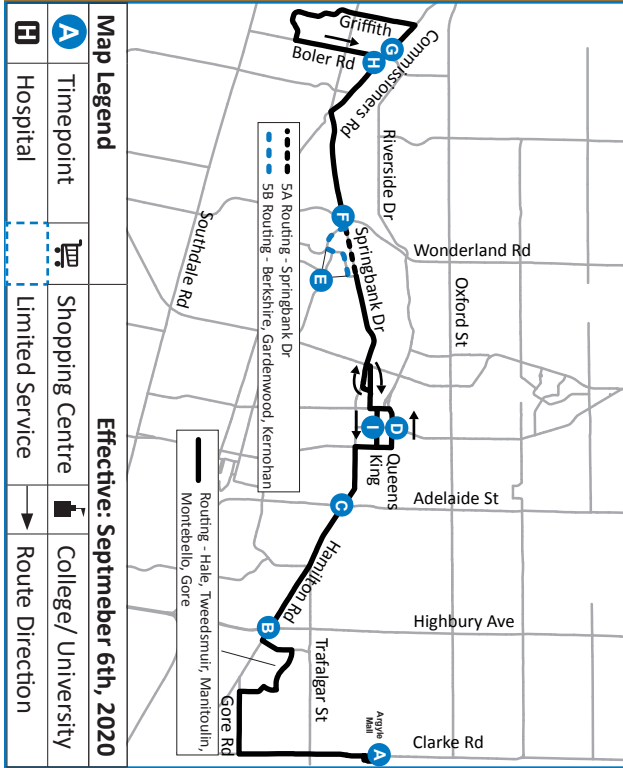 Griffith
Commissioners Rd
Boler Rd
G
H
Riverside Dr
Wonderland Rd
Oxford St
F
Springbank Dr
E
Southdale Rd
5A Routing - Springbank Dr
5B Routing - Berkshire, Gardenwood, Kernohan
D
I
Queens
King
Adelaide St
C
Hamilton Rd
Highbury Ave
B
Trafalgar St
Gore Rd
Argyle
Mall
A
Clarke Rd
Routing - Hale, Tweedsmuir, Manitoulin,
Montebello, Gore
Map Legend
Effective: Septmeber 6th, 2020
A Timepoint
Shopping Centre
College/ University
H Hospital
Limited Service
Route Direction